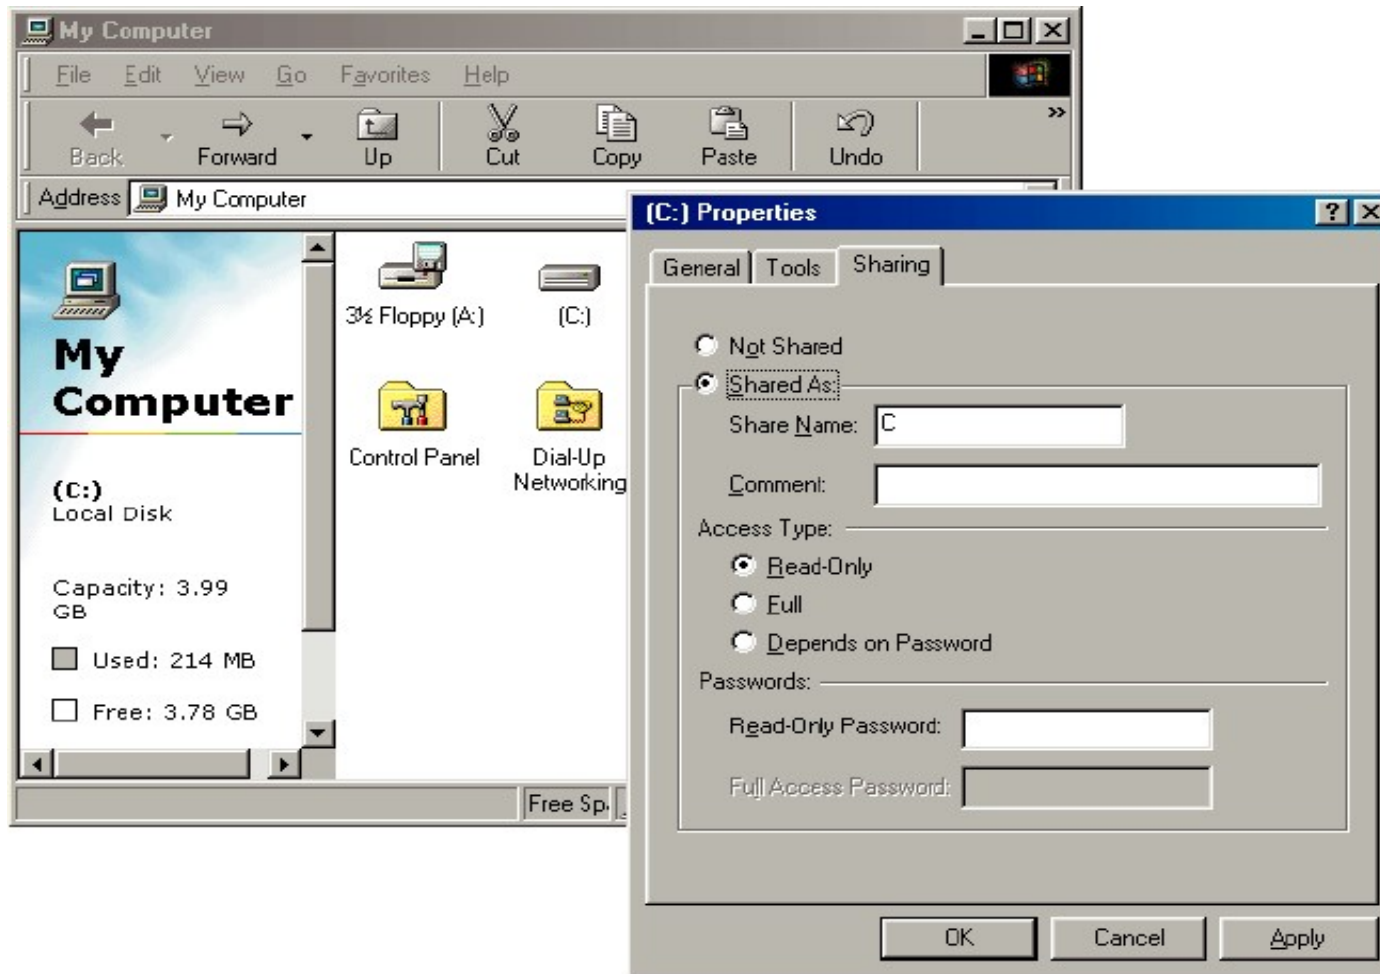 My Computer
File Edit View Go Favorites Help
Back Forward Up Cut Copy Paste Undo »
Address My Computer
My
Computer
(C:)
Local Disk
Capacity: 3.99
GB
Used: 214 MB
Free: 3.78 GB
3½ Floppy (A:) (C:)
Control Panel Dial-Up
Networking
Free Sp
(C:) Properties
General Tools Sharing
Not Shared
Shared As:
Share Name: C
Comment:
Access Type:
Read-Only
Full
Depends on Password
Passwords:
Read-Only Password:
Full Access Password:
OK Cancel Apply